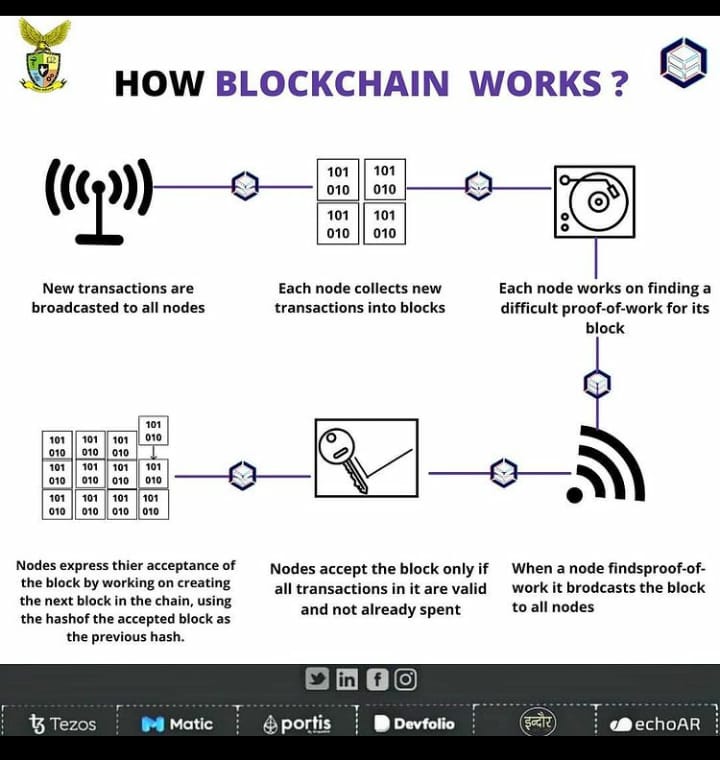 HOW BLOCKCHAIN WORKS ?
101 101
010 010
101 101
010 010
New transactions are
broadcasted to all nodes
Each node collects new
transactions into blocks
Each node works on finding a
difficult proof-of-work for its
block
101
010
101 101 101
010 010 010
101 101 101 101
010 010 010 010
101 101 101 101
010 010 010 010
Nodes express thier acceptance of
the block by working on creating
the next block in the chain, using
the hashof the accepted block as
the previous hash.
Nodes accept the block only if
all transactions in it are valid
and not already spent
When a node findsproof-of-
work it brodcasts the block
to all nodes
in f
Tezos Matic portis Devfolio इन्दौर echoAR